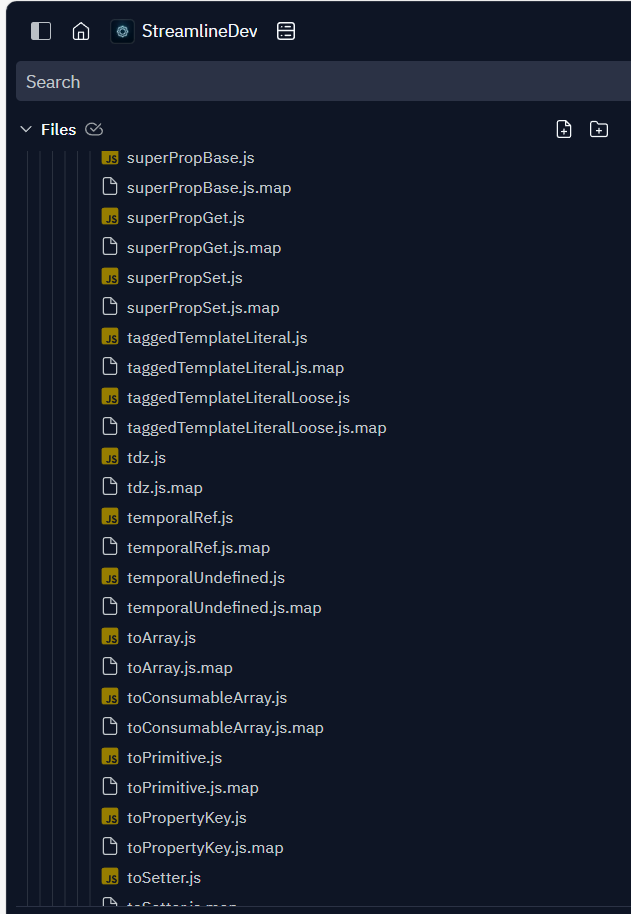 StreamlineDev
Search
Files
JS superPropBase.js
superPropBase.js.map
JS superPropGet.js
superPropGet.js.map
JS superPropSet.js
superPropSet.js.map
JS taggedTemplateLiteral.js
taggedTemplateLiteral.js.map
JS taggedTemplateLiteralLoose.js
taggedTemplateLiteralLoose.js.map
JS tdz.js
tdz.js.map
JS temporalRef.js
temporalRef.js.map
JS temporalUndefined.js
temporalUndefined.js.map
JS toArray.js
toArray.js.map
JS toConsumableArray.js
toConsumableArray.js.map
JS toPrimitive.js
toPrimitive.js.map
JS toPropertyKey.js
toPropertyKey.js.map
JS toSetter.js
toSetter.js.map